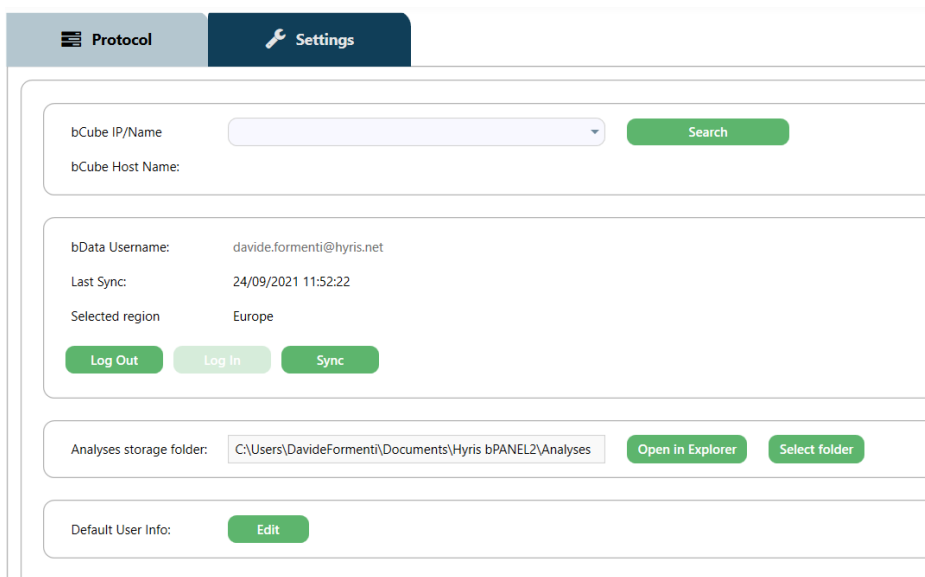 Protocol Settings
bCube IP/Name Search
bCube Host Name:
bData Username: davide.formenti@hyris.net
Last Sync: 24/09/2021 11:52:22
Selected region Europe
Log Out Log In Sync
Analyses storage folder: C:\Users\DavideFormenti\Documents\Hyris bPANEL2\Analyses Open in Explorer Select folder
Default User Info: Edit